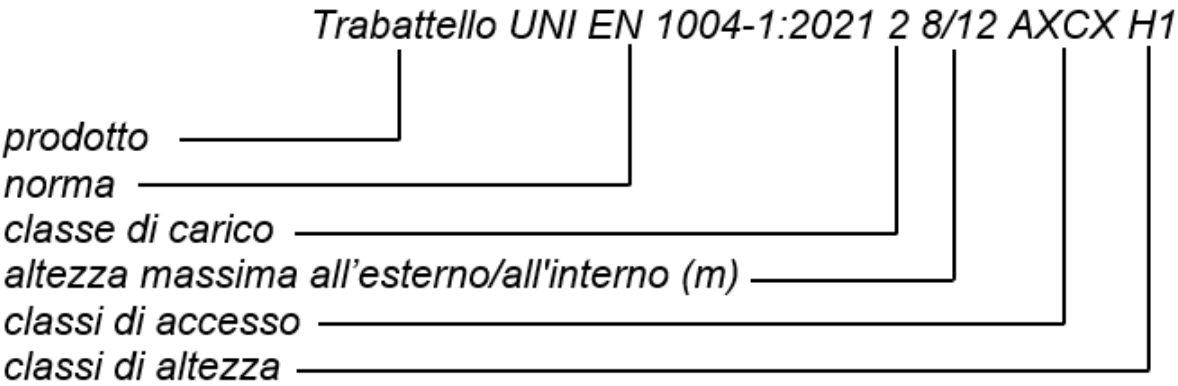 Trabattello UNI EN 1004-1:2021 2 8/12 AXCX H1
prodotto
norma
classe di carico
altezza massima all’esterno/all'interno (m)
classi di accesso
classi di altezza